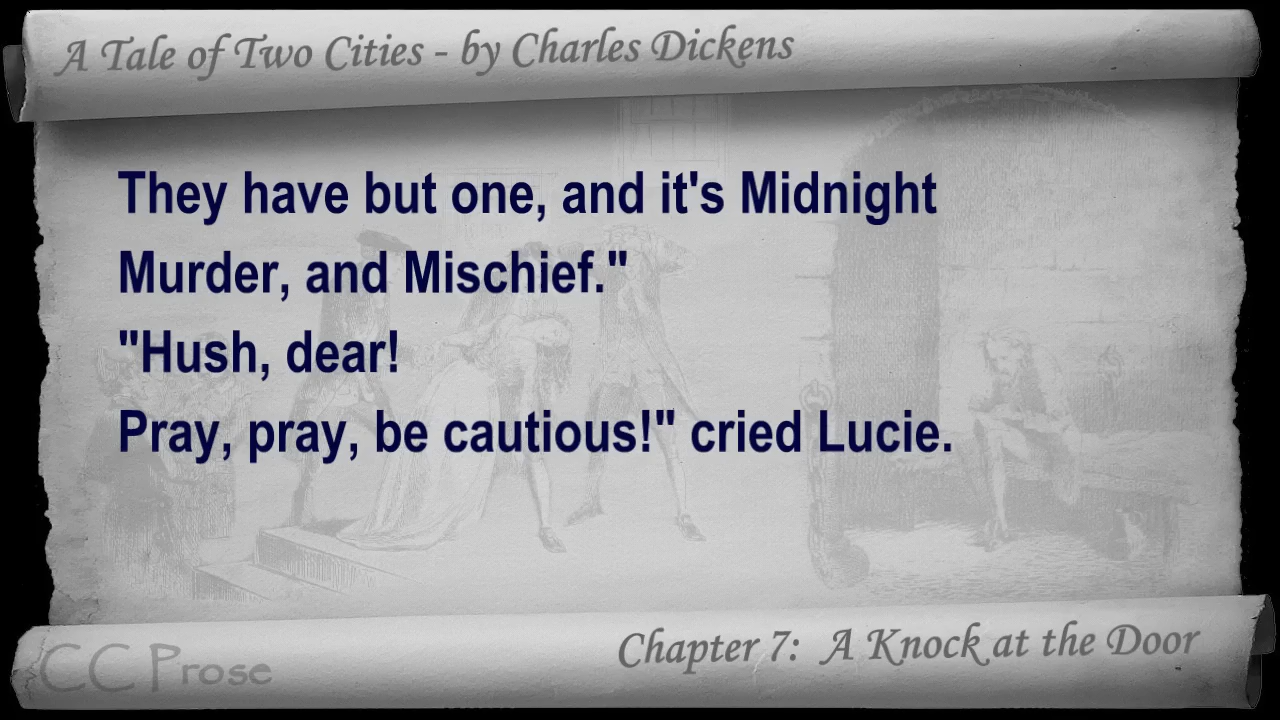 A Tale of Two Cities - by Charles Dickens
They have but one, and it's Midnight
Murder, and Mischief."
"Hush, dear!
Pray, pray, be cautious!" cried Lucie.
Chapter 7: A Knock at the Door
CC Prose